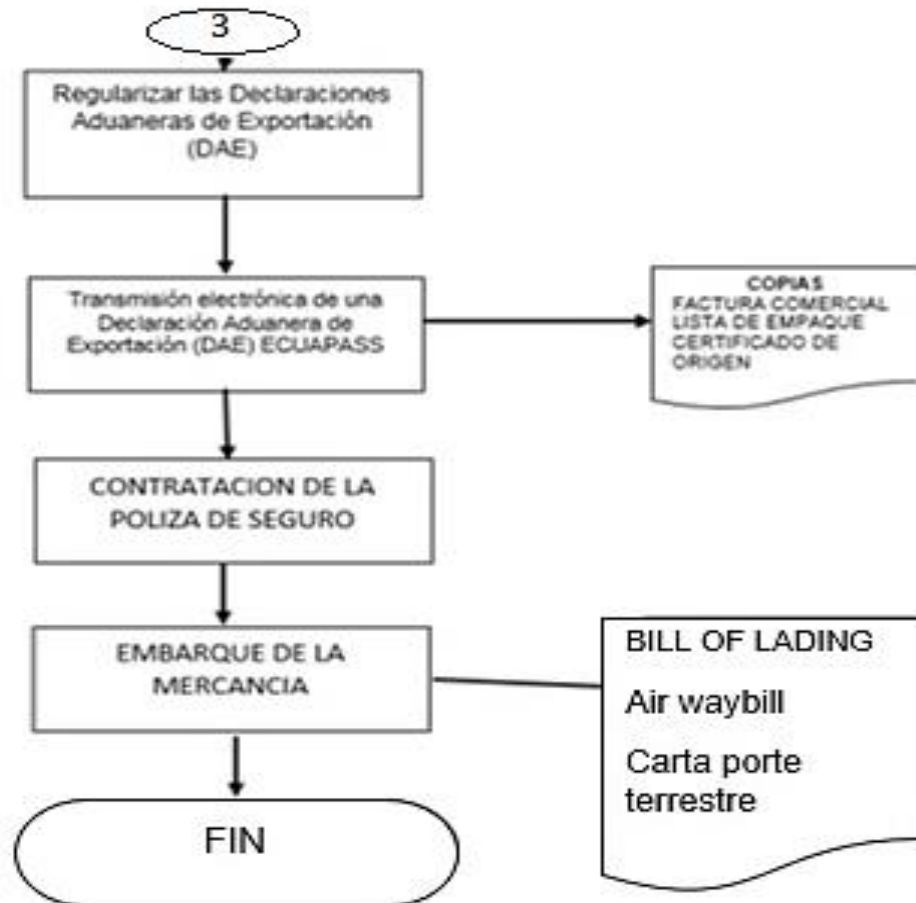 3
Regularizar las Declaraciones
Aduaneras de Exportación
(DAE)
Transmisión electrónica de una
Declaración Aduanera de
Exportación (DAE) ECUAPASS
COPIAS
FACTURA COMERCIAL
LISTA DE EMPAQUE
CERTIFICADO DE
ORIGEN
CONTRATACION DE LA
POLIZA DE SEGURO
EMBARQUE DE LA
MERCANCIA
BILL OF LADING
Air waybill
Carta porte
terrestre
FIN